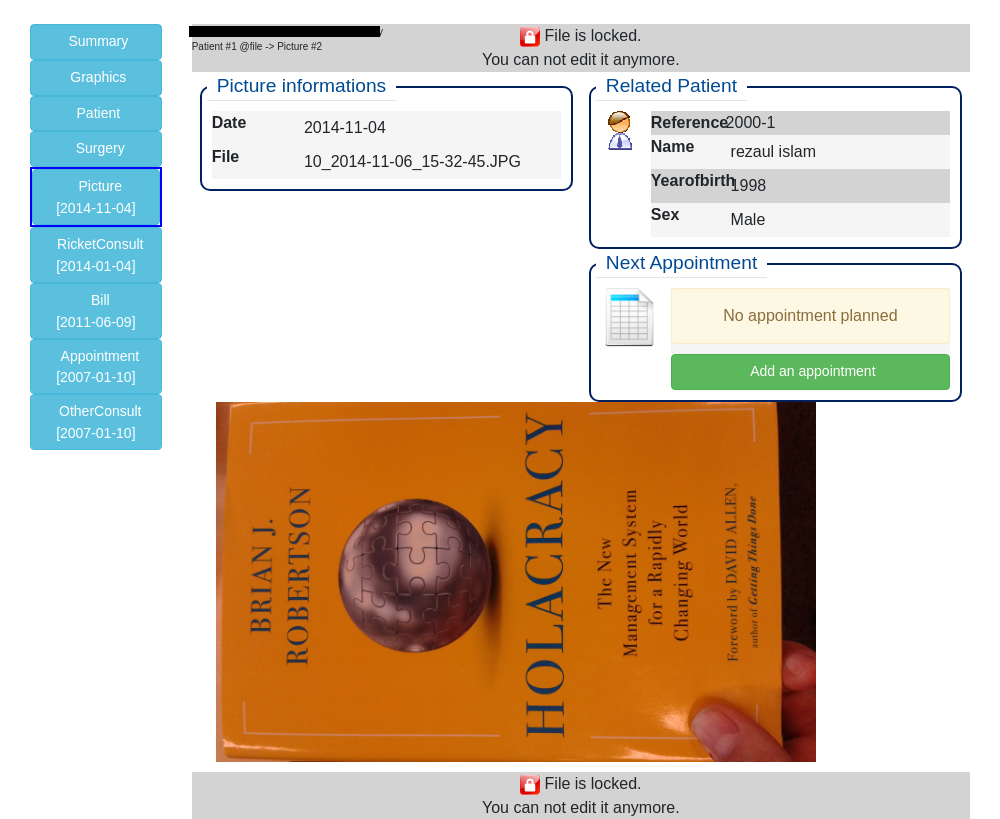 Summary
Graphics
Patient
Surgery
Picture
[2014-11-04]
RicketConsult
[2014-01-04]
Bill
[2011-06-09]
Appointment
[2007-01-10]
OtherConsult
[2007-01-10]
Patient #1 @file -> Picture #2
File is locked.
You can not edit it anymore.
Picture informations
Date 2014-11-04
File 10_2014-11-06_15-32-45.JPG
Related Patient
Reference 2000-1
Name rezaul islam
Yearofbirth 1998
Sex Male
Next Appointment
No appointment planned
Add an appointment
BRIAN J.
ROBERTSON
HOLACRACY
The New
Management System
for a Rapidly
Changing World
Foreword by DAVID ALLEN,
author of Getting Things Done
File is locked.
You can not edit it anymore.